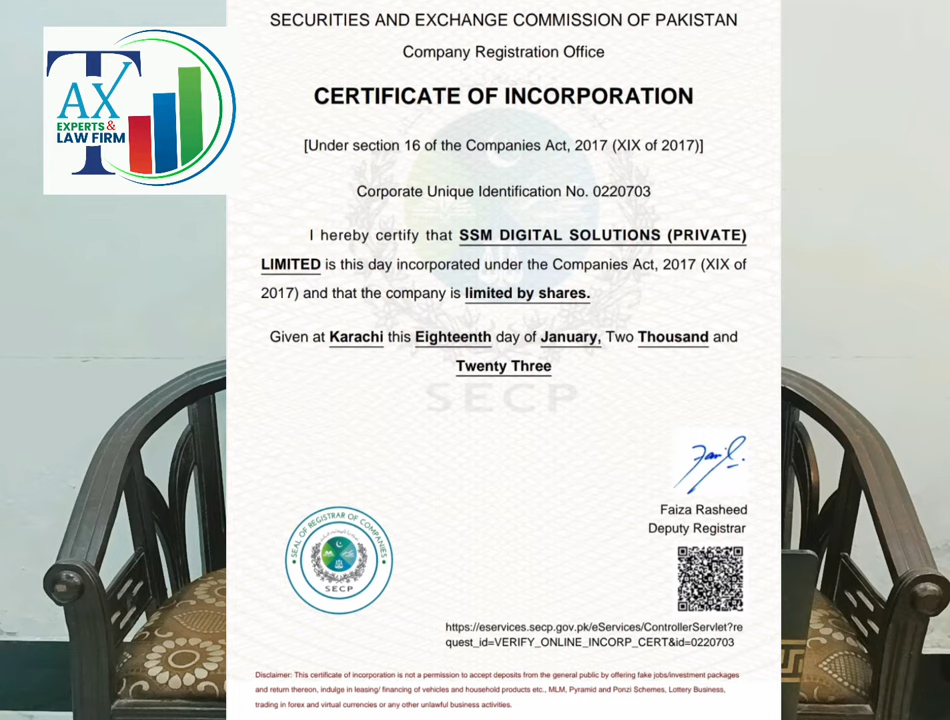 TAX
EXPERTS &
LAW FIRM
SECURITIES AND EXCHANGE COMMISSION OF PAKISTAN
Company Registration Office
CERTIFICATE OF INCORPORATION
[Under section 16 of the Companies Act, 2017 (XIX of 2017)]
Corporate Unique Identification No. 0220703
I hereby certify that SSM DIGITAL SOLUTIONS (PRIVATE)
LIMITED is this day incorporated under the Companies Act, 2017 (XIX of
2017) and that the company is limited by shares.
Given at Karachi this Eighteenth day of January, Two Thousand and
Twenty Three
SECP
Faiza Rasheed
Deputy Registrar
SEAL OF REGISTRAR OF COMPANIES
SECP
https://eservices.secp.gov.pk/eServices/ControllerServlet?re
quest_id=VERIFY_ONLINE_INCORP_CERT&id=0220703
Disclaimer: This certificate of incorporation is not a permission to accept deposits from the general public by offering fake jobs/investment packages
and return thereon, indulge in leasing/ financing of vehicles and household products etc., MLM, Pyramid and Ponzi Schemes, Lottery Business,
trading in forex and virtual currencies or any other unlawful business activities.